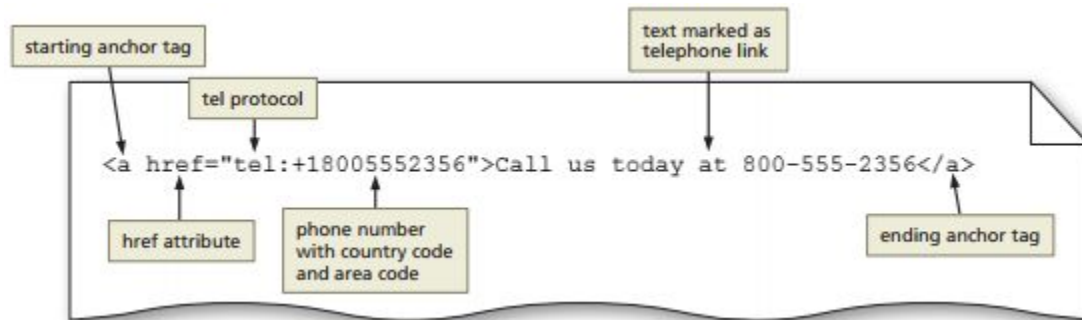 starting anchor tag
text marked as
telephone link
tel protocol
<a href="tel:+18005552356">Call us today at 800-555-2356</a>
href attribute
phone number
with country code
and area code
ending anchor tag